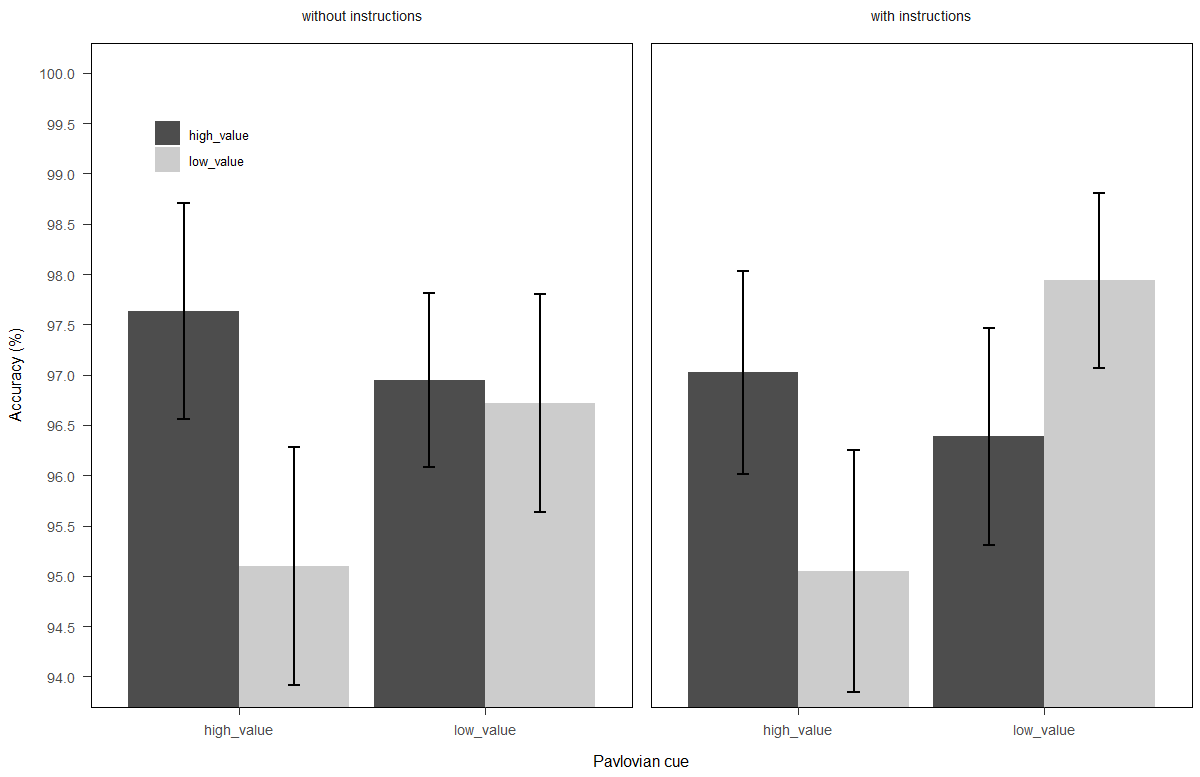 without instructions
with instructions
100.0
99.5
99.0
98.5
98.0
97.5
97.0
96.5
96.0
95.5
95.0
94.5
94.0
Accuracy (%)
high_value
low_value
high_value
low_value
high_value
low_value
Pavlovian cue